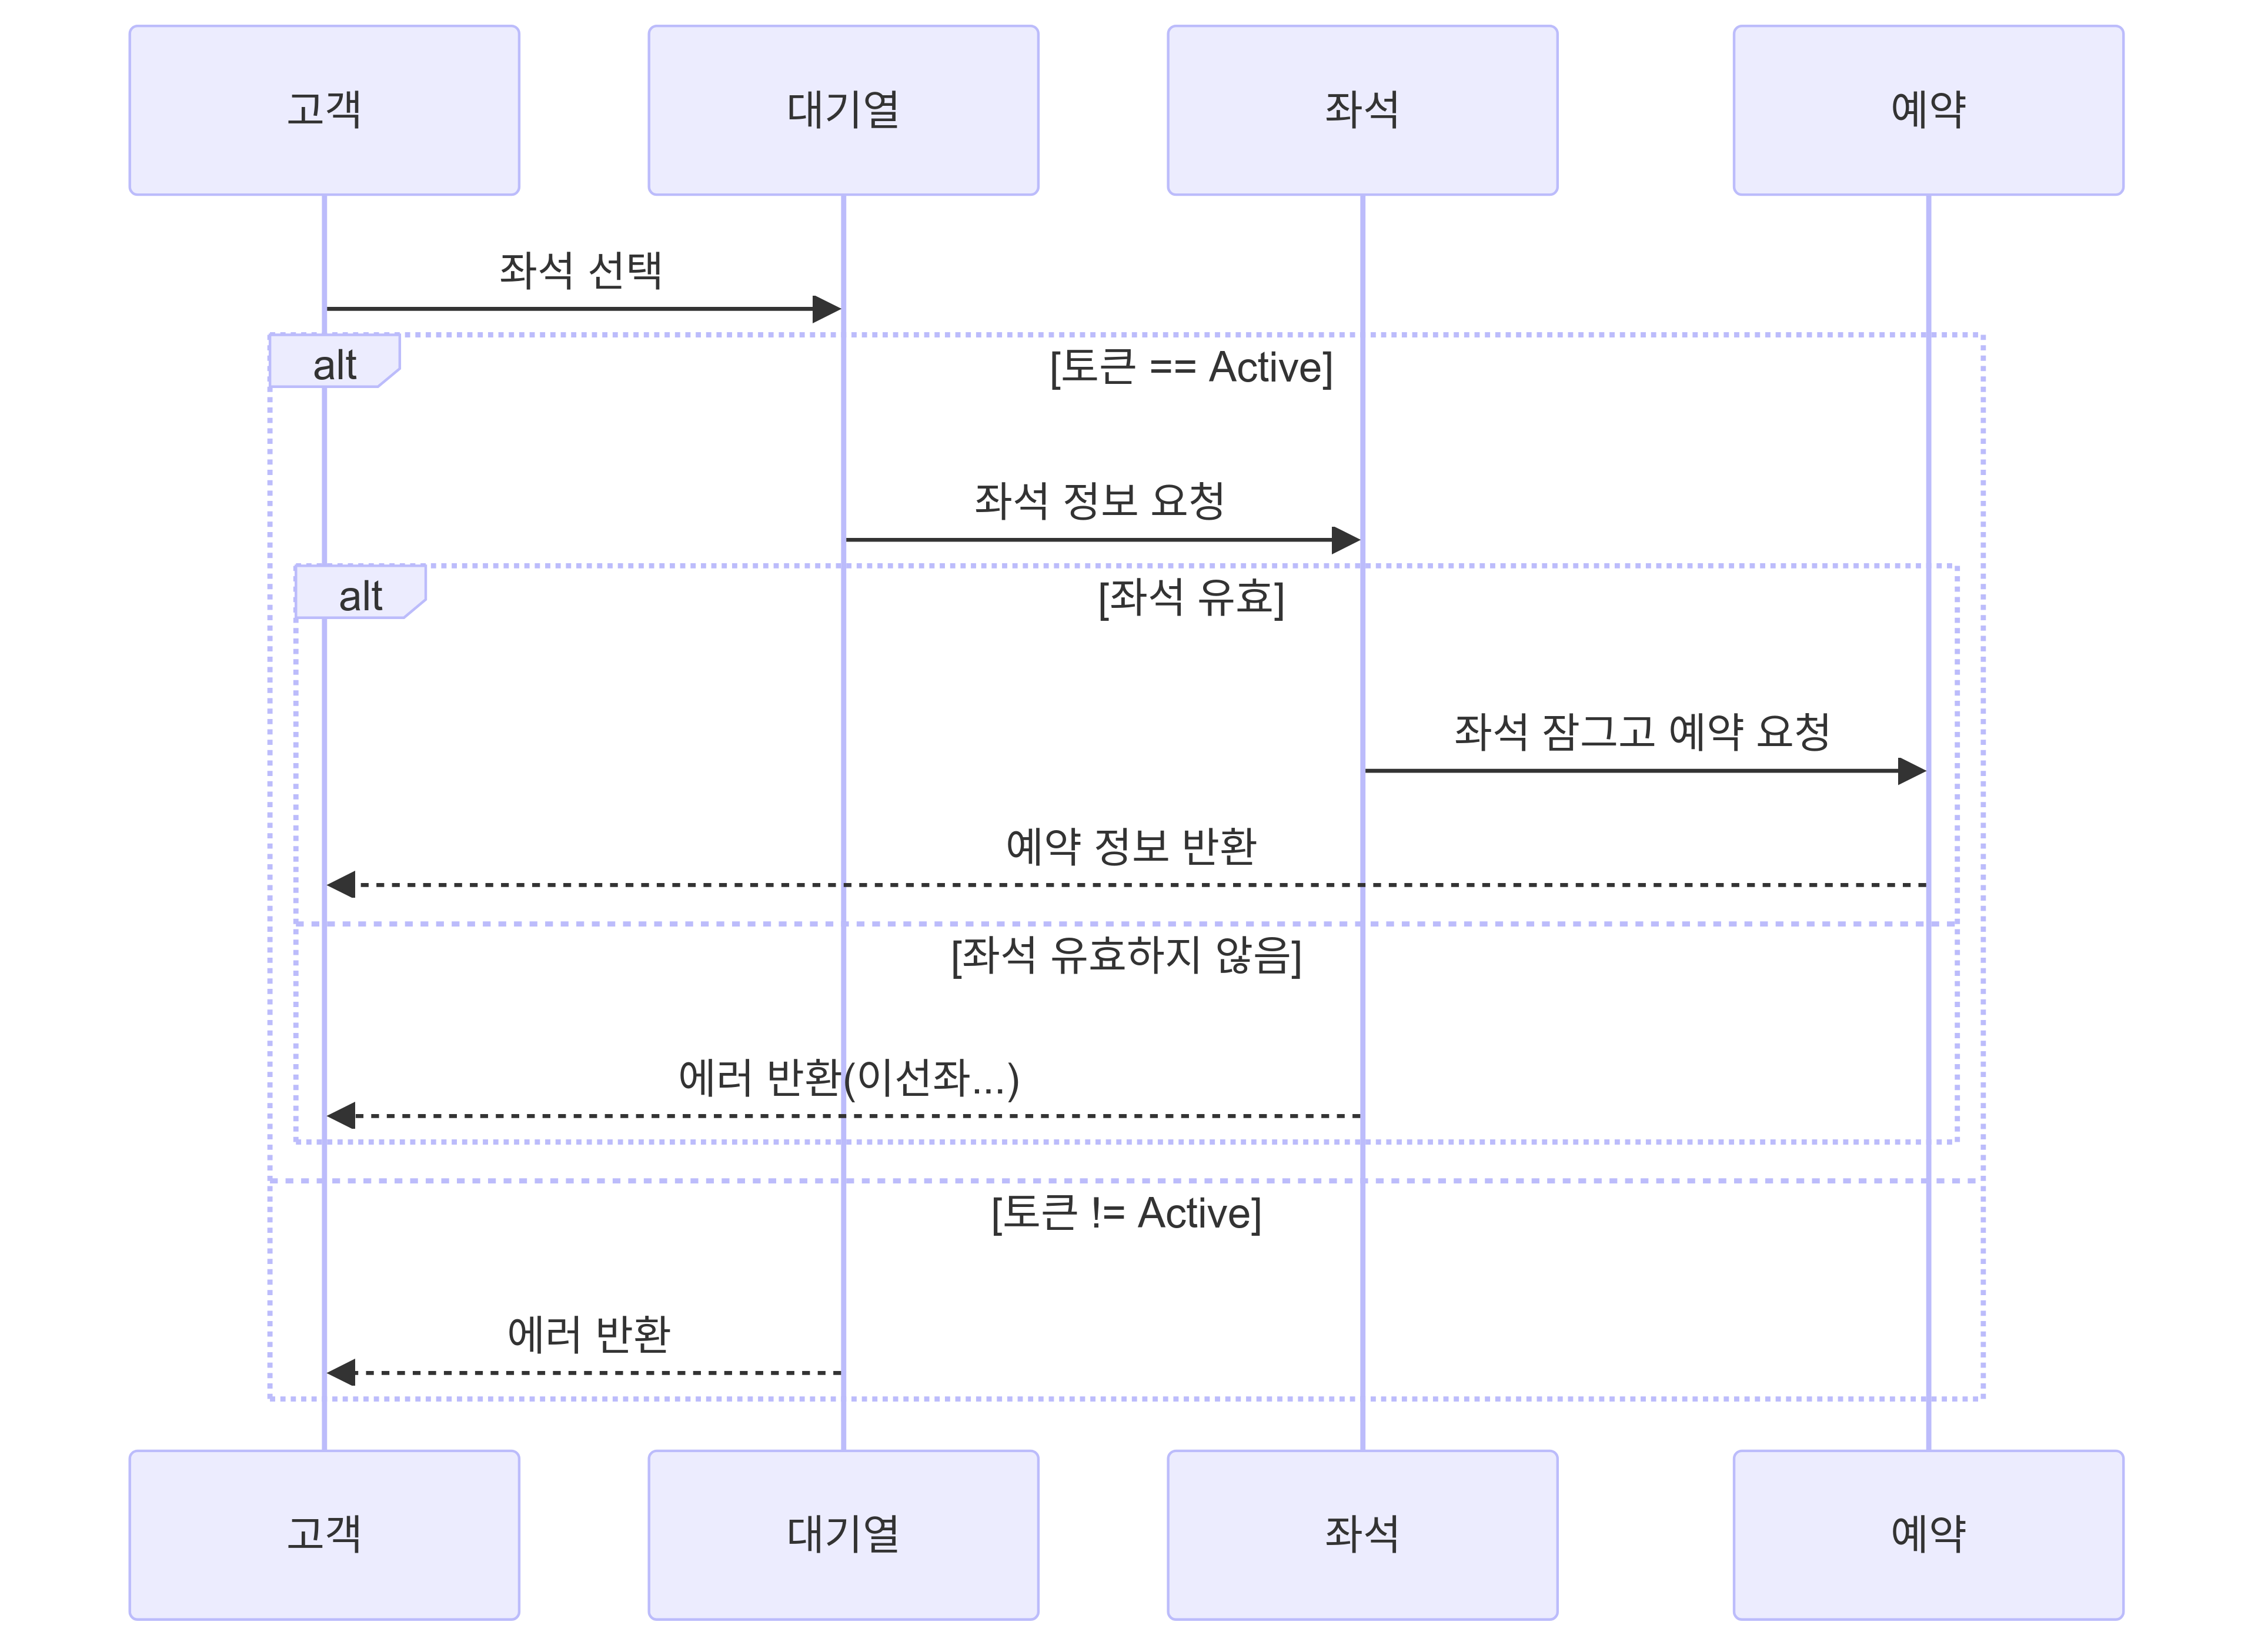 고객
대기열
좌석
예약
좌석 선택
alt
[토큰 == Active]
좌석 정보 요청
alt
[좌석 유효]
좌석 잠그고 예약 요청
예약 정보 반환
[좌석 유효하지 않음]
에러 반환(이선좌...)
[토큰 != Active]
에러 반환
고객
대기열
좌석
예약